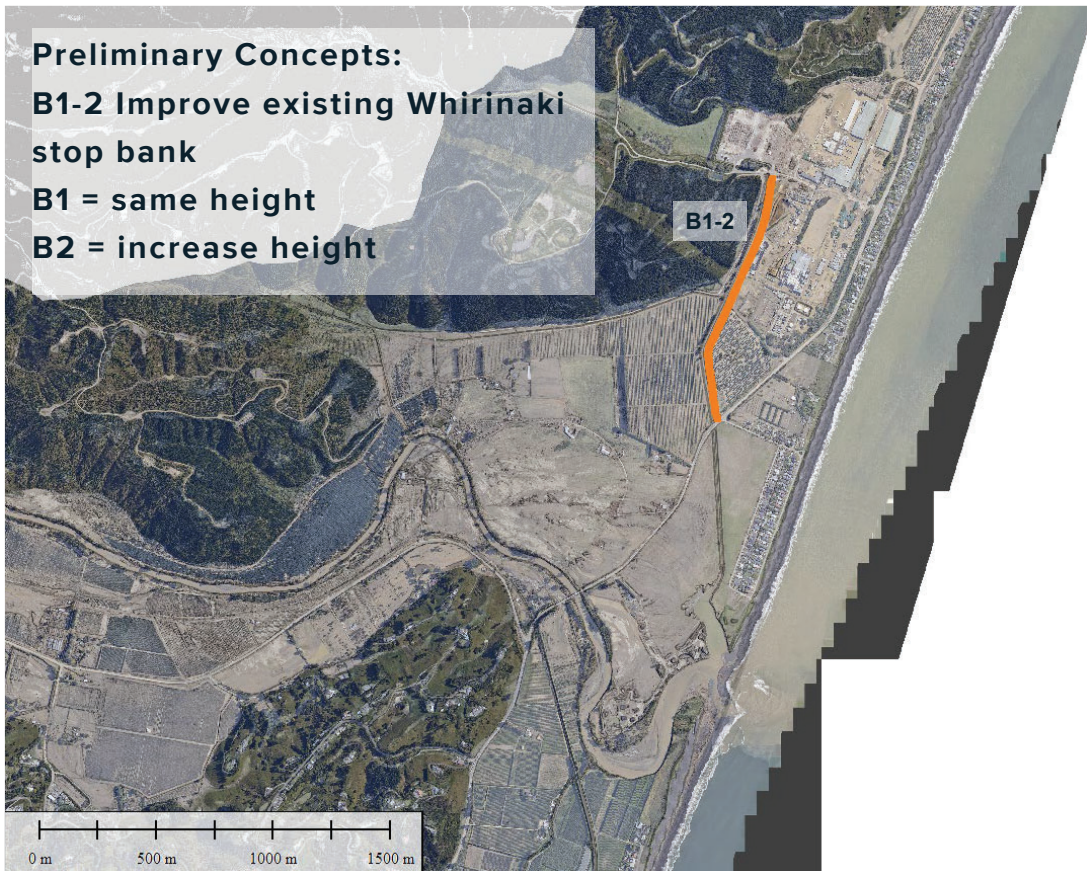 Preliminary Concepts:
B1-2 Improve existing Whirinaki
stop bank
B1 = same height
B2 = increase height
B1-2
0 m 500 m 1000 m 1500 m